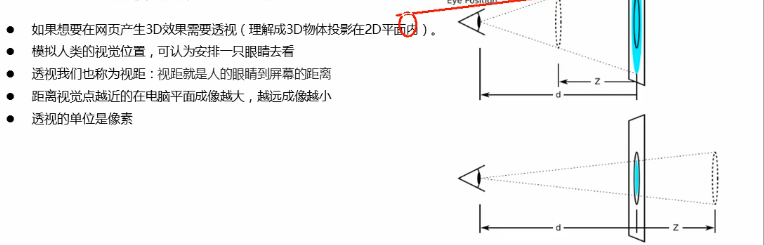 Eye Position
如果想要在网页产生3D效果需要透视（理解成3D物体投影在2D平面内）。
模拟人类的视觉位置，可认为安排一只眼睛去看
透视我们也称为视距：视距就是人的眼睛到屏幕的距离
距离视觉点越近的在电脑平面成像越大，越远成像越小
透视的单位是像素
Z
d
d
Z